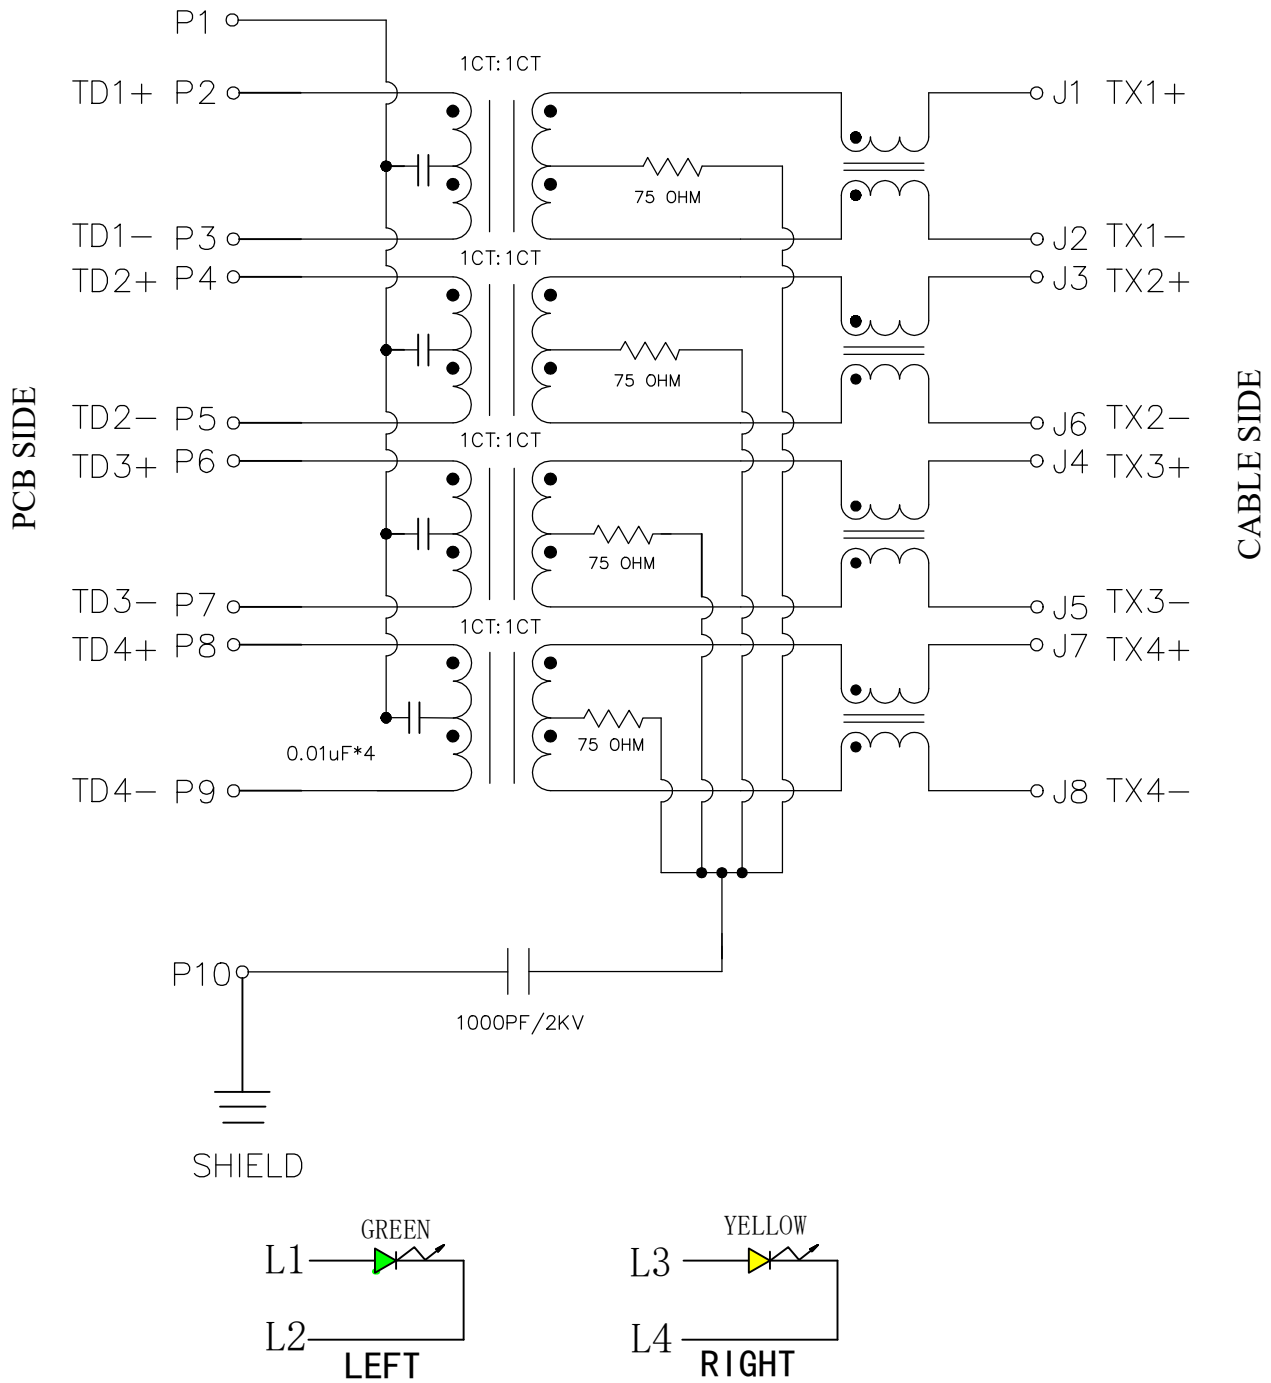 P1
1CT:1CT
TD1+ P2
J1 TX1+
75 OHM
TD1- P3
J2 TX1-
1CT:1CT
TD2+ P4
J3 TX2+
75 OHM
PCB SIDE
CABLE SIDE
TD2- P5
J6 TX2-
1CT:1CT
TD3+ P6
J4 TX3+
75 OHM
TD3- P7
J5 TX3-
1CT:1CT
TD4+ P8
J7 TX4+
75 OHM
0.01uF*4
TD4- P9
J8 TX4-
P10
1000PF/2KV
SHIELD
GREEN
L1
L2
LEFT
YELLOW
L3
L4
RIGHT